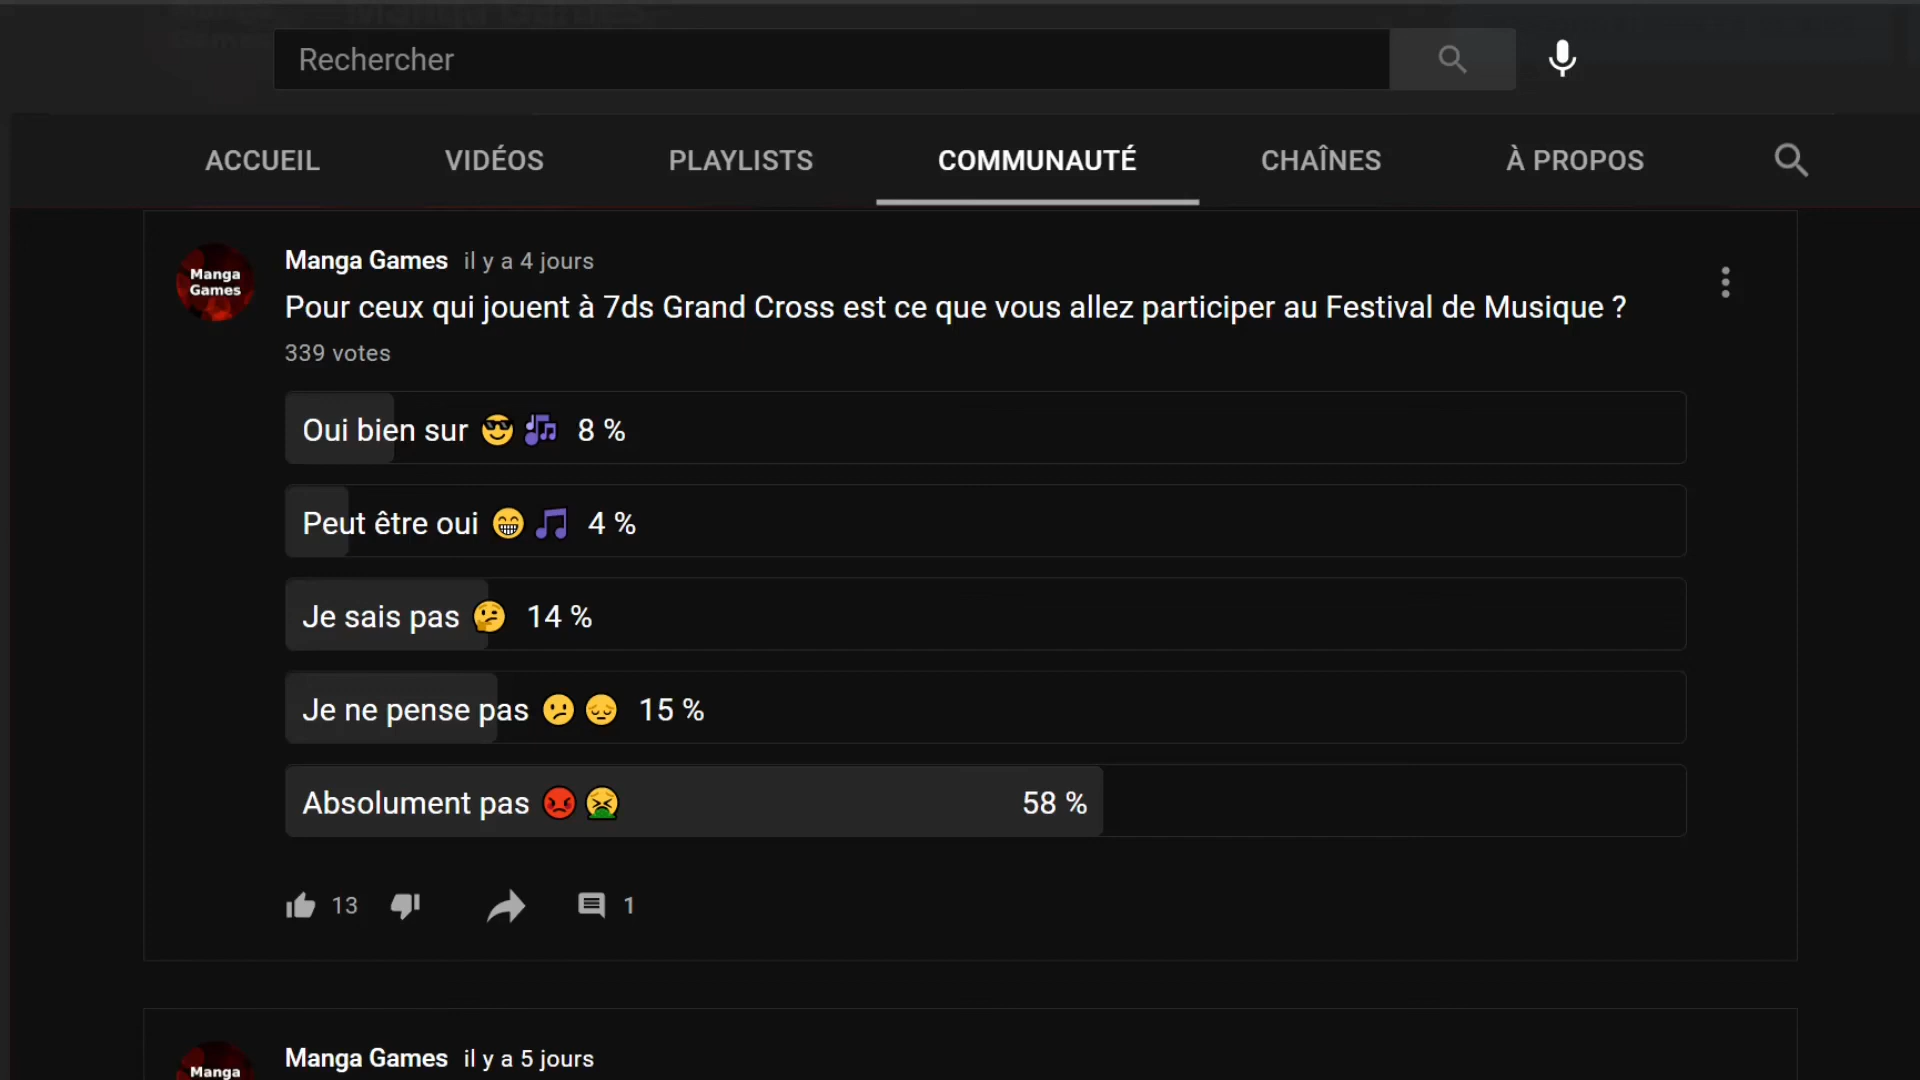 Rechercher
ACCUEIL VIDÉOS PLAYLISTS COMMUNAUTÉ CHAÎNES À PROPOS
Manga Games
Manga Games il y a 4 jours
Pour ceux qui jouent à 7ds Grand Cross est ce que vous allez participer au Festival de Musique ?
339 votes
Oui bien sur 😎🎶 8 %
Peut être oui 😁🎵 4 %
Je sais pas 🤔 14 %
Je ne pense pas 😕😔 15 %
Absolument pas 😡🤮 58 %
13 1
Manga
Manga Games il y a 5 jours